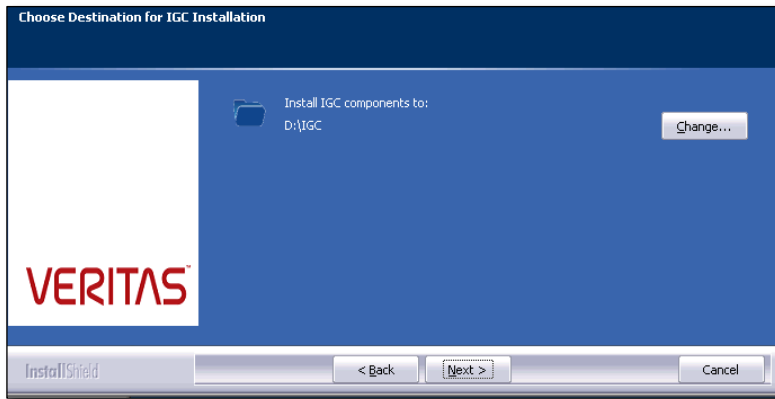 Choose Destination for IGC Installation
Install IGC components to:
D:\IGC
Change...
VERITAS
InstallShield
< Back
Next >
Cancel